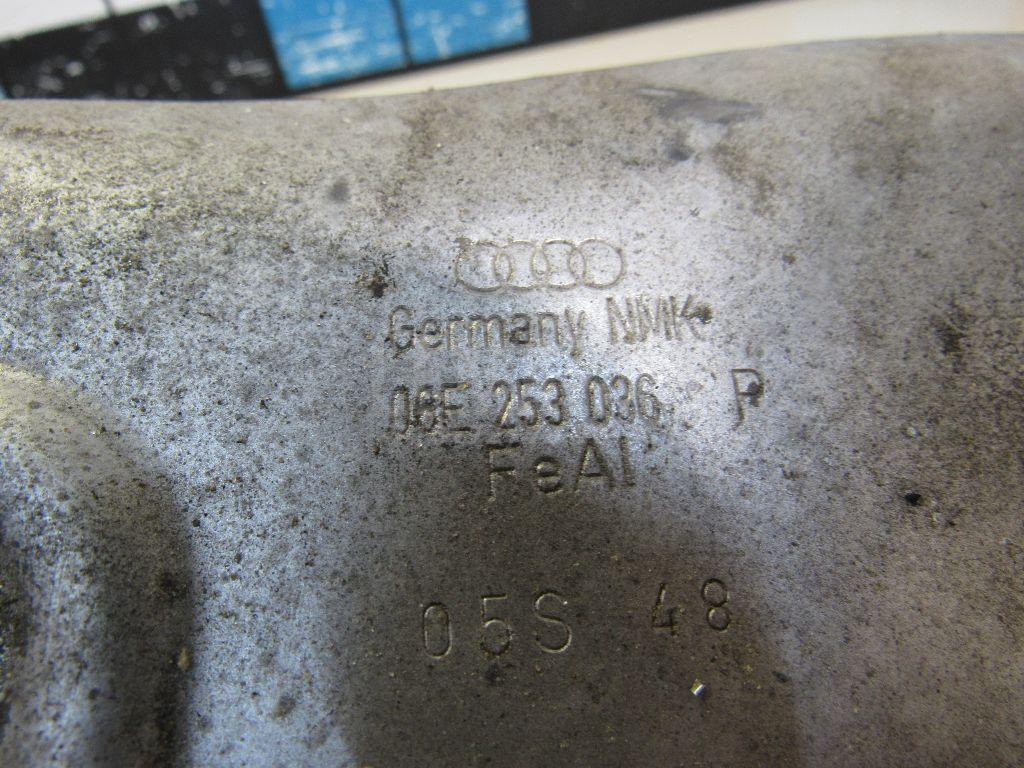 Germany NMK
06E 253 036 P
FeAl
05S 48